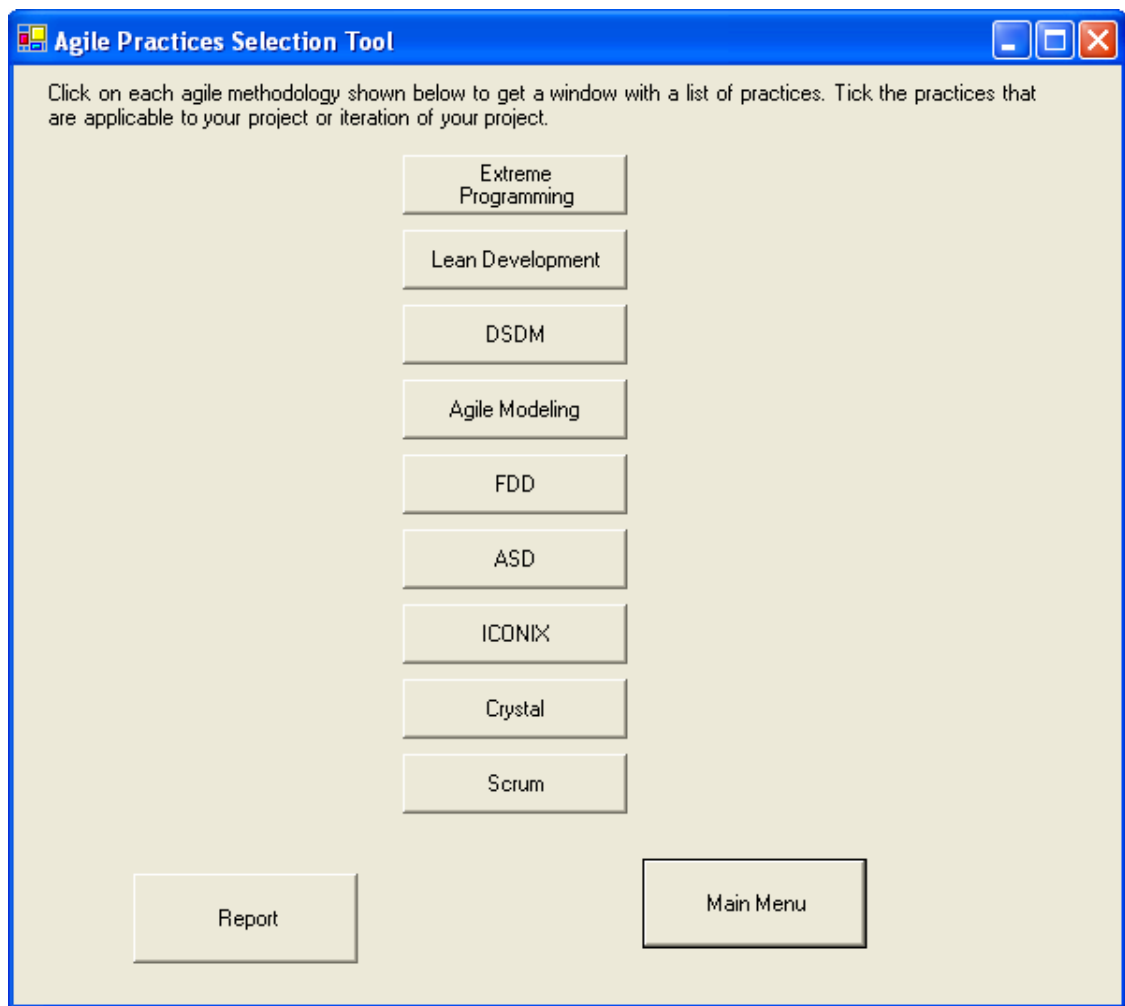 Agile Practices Selection Tool
Click on each agile methodology shown below to get a window with a list of practices. Tick the practices that
are applicable to your project or iteration of your project.
Extreme
Programming
Lean Development
DSDM
Agile Modeling
FDD
ASD
ICONIX
Crystal
Scrum
Report
Main Menu